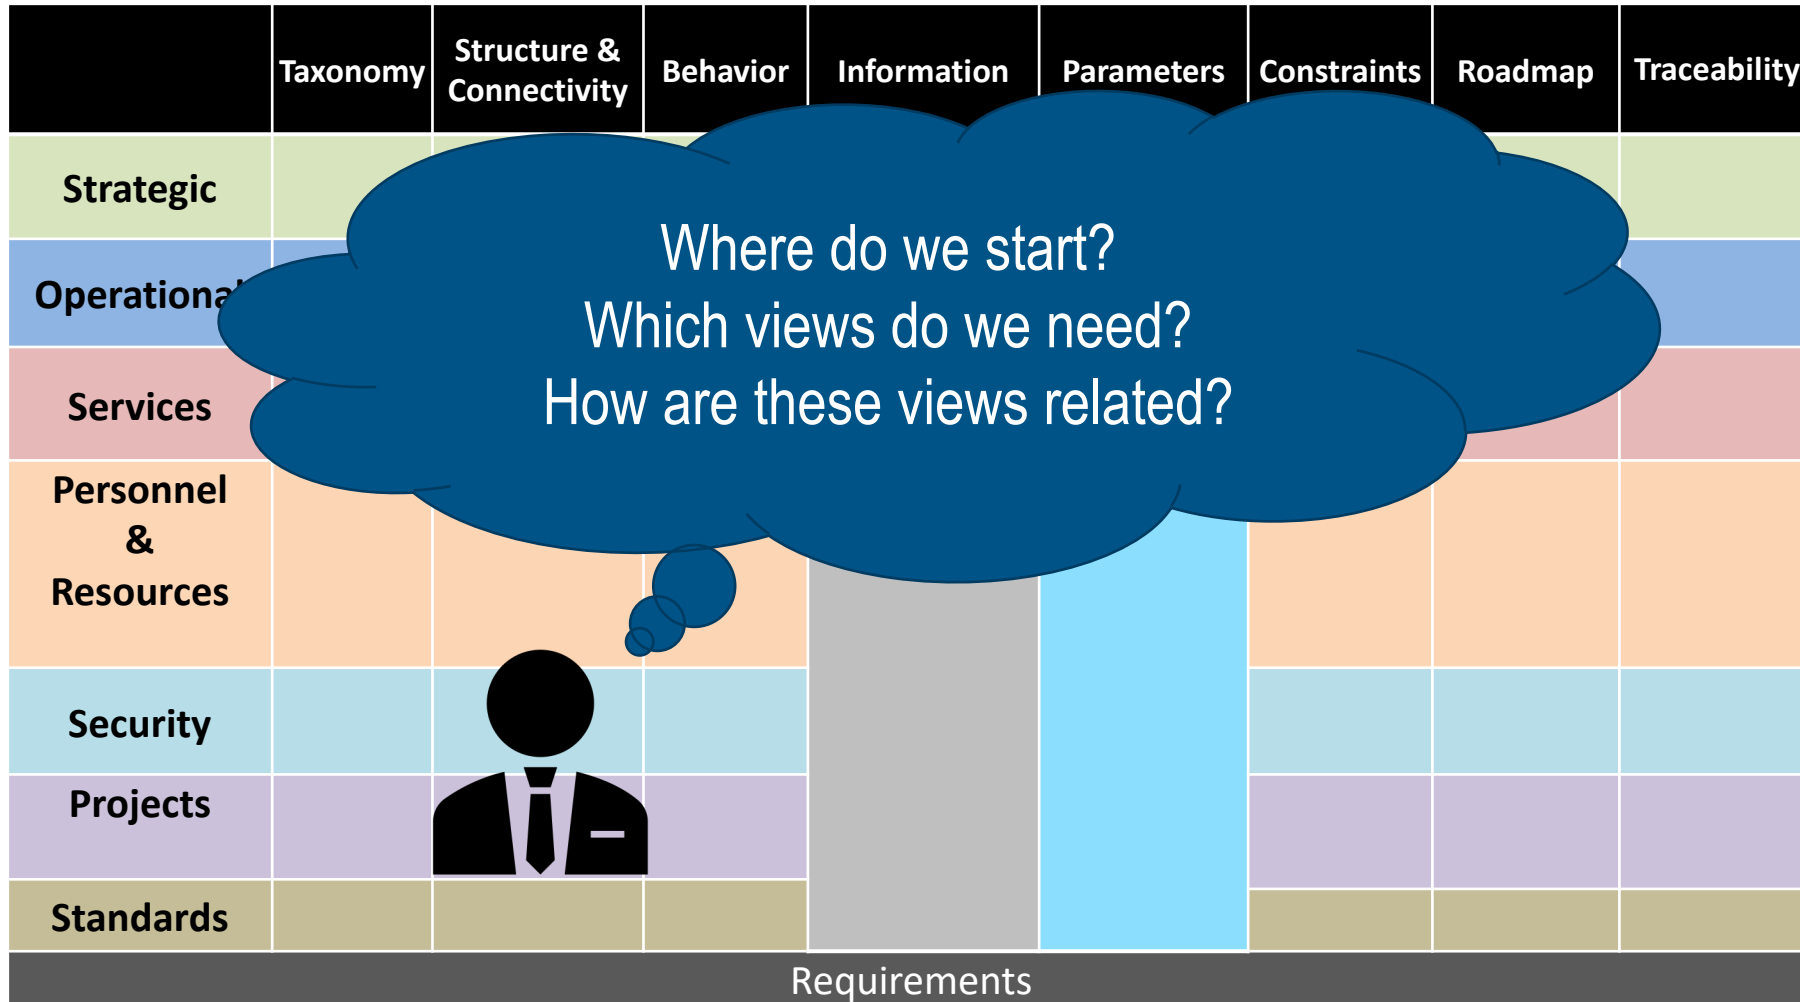 Taxonomy
Structure &
Connectivity
Behavior
Information
Parameters
Constraints
Roadmap
Traceability
Strategic
Operational
Services
Personnel
&
Resources
Security
Projects
Standards
Where do we start?
Which views do we need?
How are these views related?
Requirements